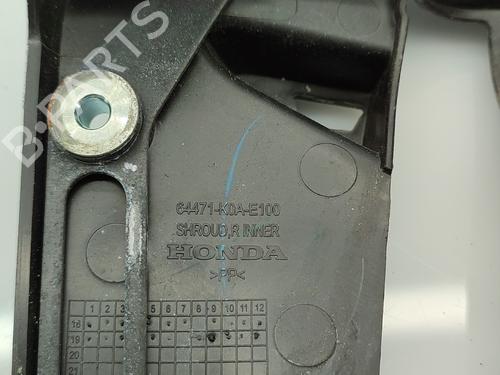 B-PARTS
64471-K0A-E100
SHROUD,R INNER
HONDA
>PP<
1 2 3 4 5 6 7 8 9 10 11 12
18
19
20
21